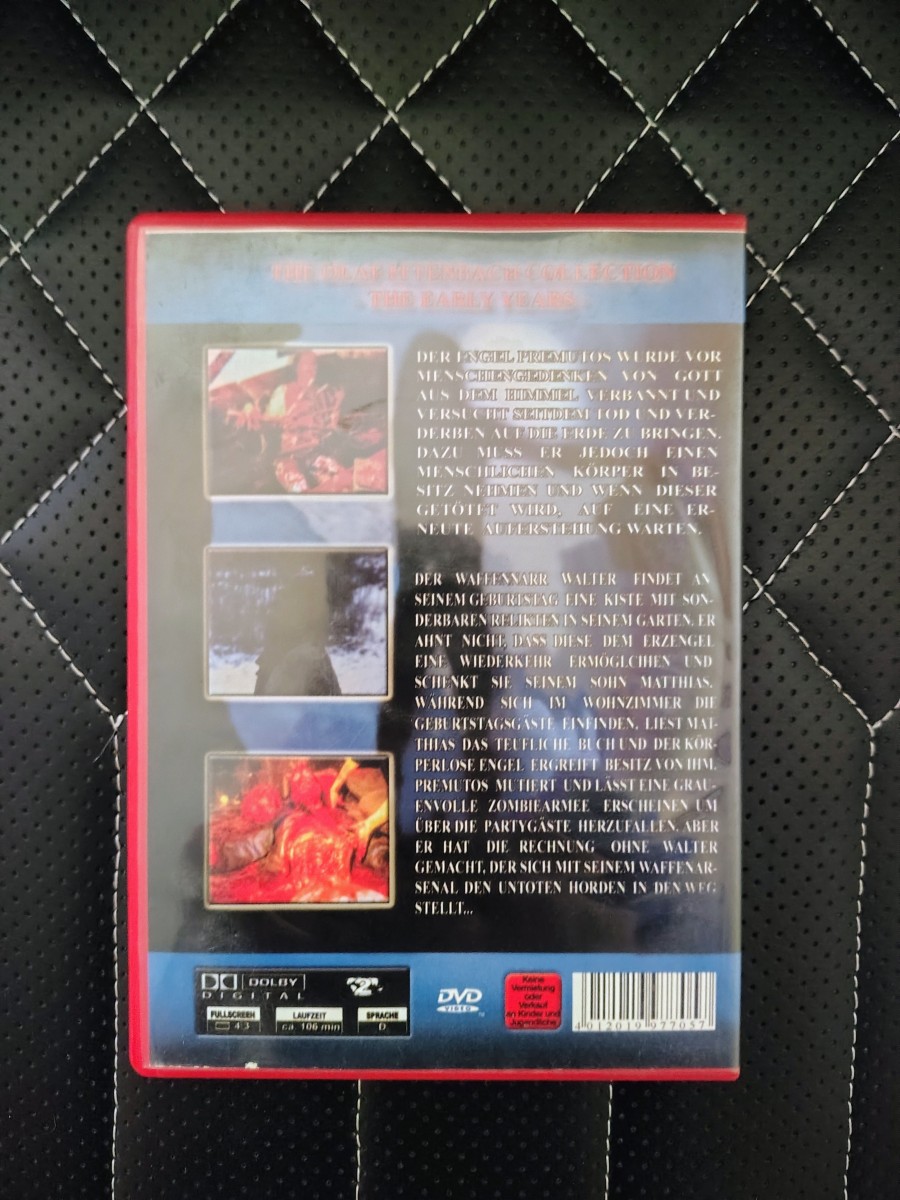 THE OLAF ITTENBACH COLLECTION
THE EARLY YEARS
DER ENGEL PREMUTOS WURDE VOR
MENSCHENGEDENKEN VON GOTT
AUS DEM HIMMEL VERBANNT UND
VERSUCHT SEITDEM TOD UND VER-
DERBEN AUF DIE ERDE ZU BRINGEN.
DAZU MUSS ER JEDOCH EINEN
MENSCHLICHEN KÖRPER IN BE-
SITZ NEHMEN UND WENN DIESER
GETÖTET WIRD, AUF EINE ER-
NEUTE AUFERSTEHUNG WARTEN.
DER WAFFENNARR WALTER FINDET AN
SEINEM GEBURTSTAG EINE KISTE MIT SON-
DERBAREN RELIKTEN IN SEINEM GARTEN. ER
AHNT NICHT, DASS DIESE DEM ERZENGEL
EINE WIEDERKEHR ERMÖGLCHIEN UND
SCHENKT SIE SEINEM SOHN MATTHIAS.
WÄHREND SICH IM WOHNZIMMER DIE
GEBURTSTAGSGÄSTE EINFINDEN, LIEST MAT-
THIAS DAS TEUFLICHE BUCH UND DER KÖR-
PERLOSE ENGEL ERGREIFT BESITZ VON IHM.
PREMUTOS MUTIERT UND LÄSST EINE GRAU-
ENVOLLE ZOMBIEARMEE ERSCHEINEN UM
ÜBER DIE PARTYGÄSTE HERZUFALLEN. ABER
ER HAT DIE RECHNUNG OHNE WALTER
GEMACHT, DER SICH MIT SEINEM WAFFENAR-
SENAL DEN UNTOTEN HORDEN IN DEN WEG
STELLT...
DOLBY
DIGITAL
"2"
FULLSCREEN
4:3
LAUFZEIT
ca. 106 min
SPRACHE
D
DVD
VIDEO
TM
Keine
Vermietung
oder
Verkauf
an Kinder und
Jugendliche
4 012019 977057